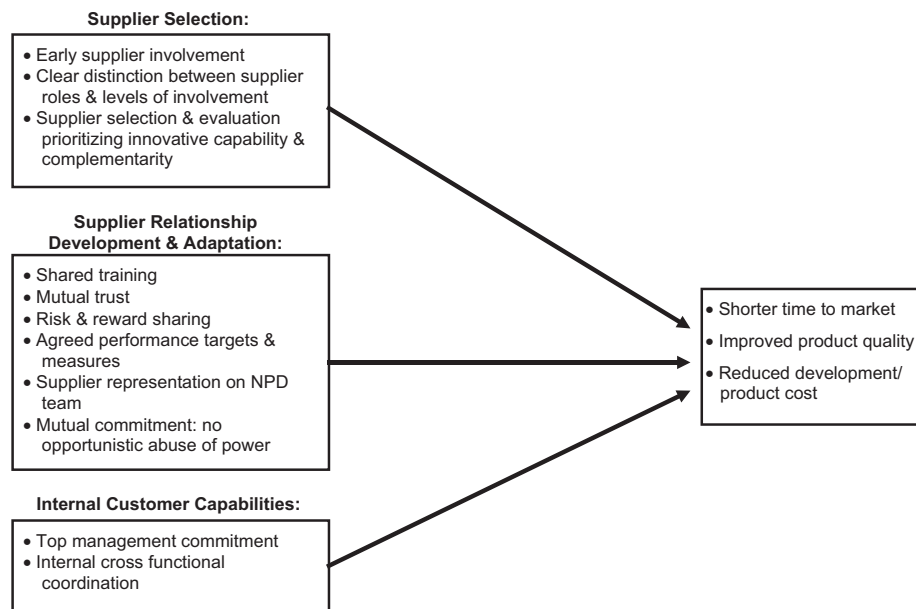 Supplier Selection:
• Early supplier involvement
• Clear distinction between supplier
roles & levels of involvement
• Supplier selection & evaluation
prioritizing innovative capability &
complementarity
Supplier Relationship
Development & Adaptation:
• Shared training
• Mutual trust
• Risk & reward sharing
• Agreed performance targets &
measures
• Supplier representation on NPD
team
• Mutual commitment: no
opportunistic abuse of power
Internal Customer Capabilities:
• Top management commitment
• Internal cross functional
coordination
• Shorter time to market
• Improved product quality
• Reduced development/
product cost